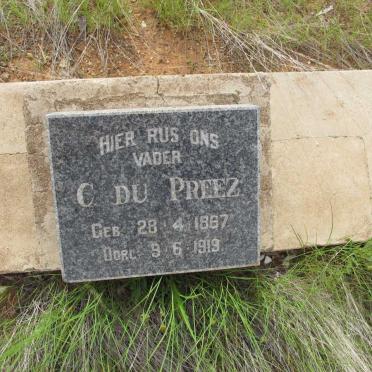 HIER RUS ONS
VADER
C DU PREEZ
GEB. 28 4 1867
OORL. 9 6 1919